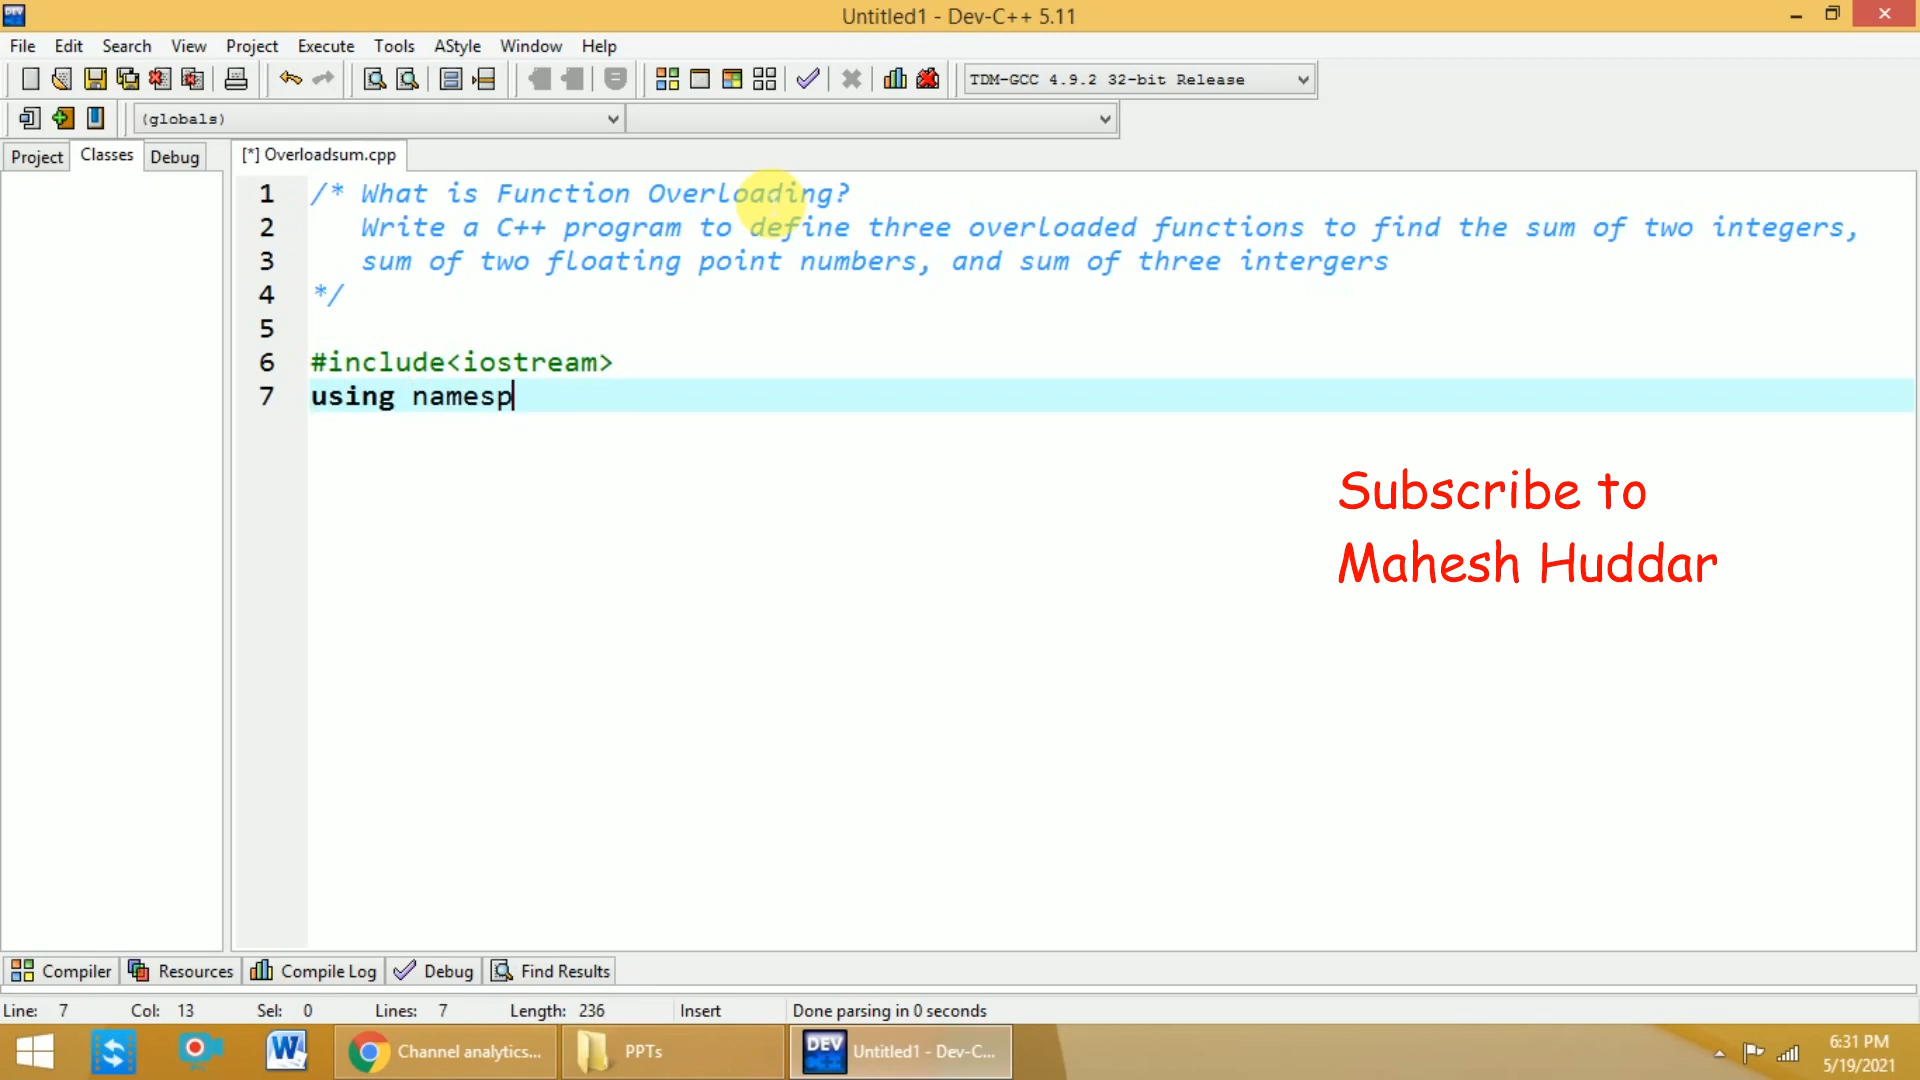 Untitled1 - Dev-C++ 5.11
File Edit Search View Project Execute Tools AStyle Window Help
TDM-GCC 4.9.2 32-bit Release
(globals)
Project Classes Debug [*] Overloadsum.cpp
1 /* What is Function Overloading?
2 Write a C++ program to define three overloaded functions to find the sum of two integers,
3 sum of two floating point numbers, and sum of three intergers
4 */
5
6 #include<iostream>
7 using namesp
Subscribe to
Mahesh Huddar
Compiler Resources Compile Log Debug Find Results
Line: 7 Col: 13 Sel: 0 Lines: 7 Length: 236 Insert Done parsing in 0 seconds
Channel analytics... PPTs DEV Untitled1 - Dev-C... 6:31 PM
5/19/2021